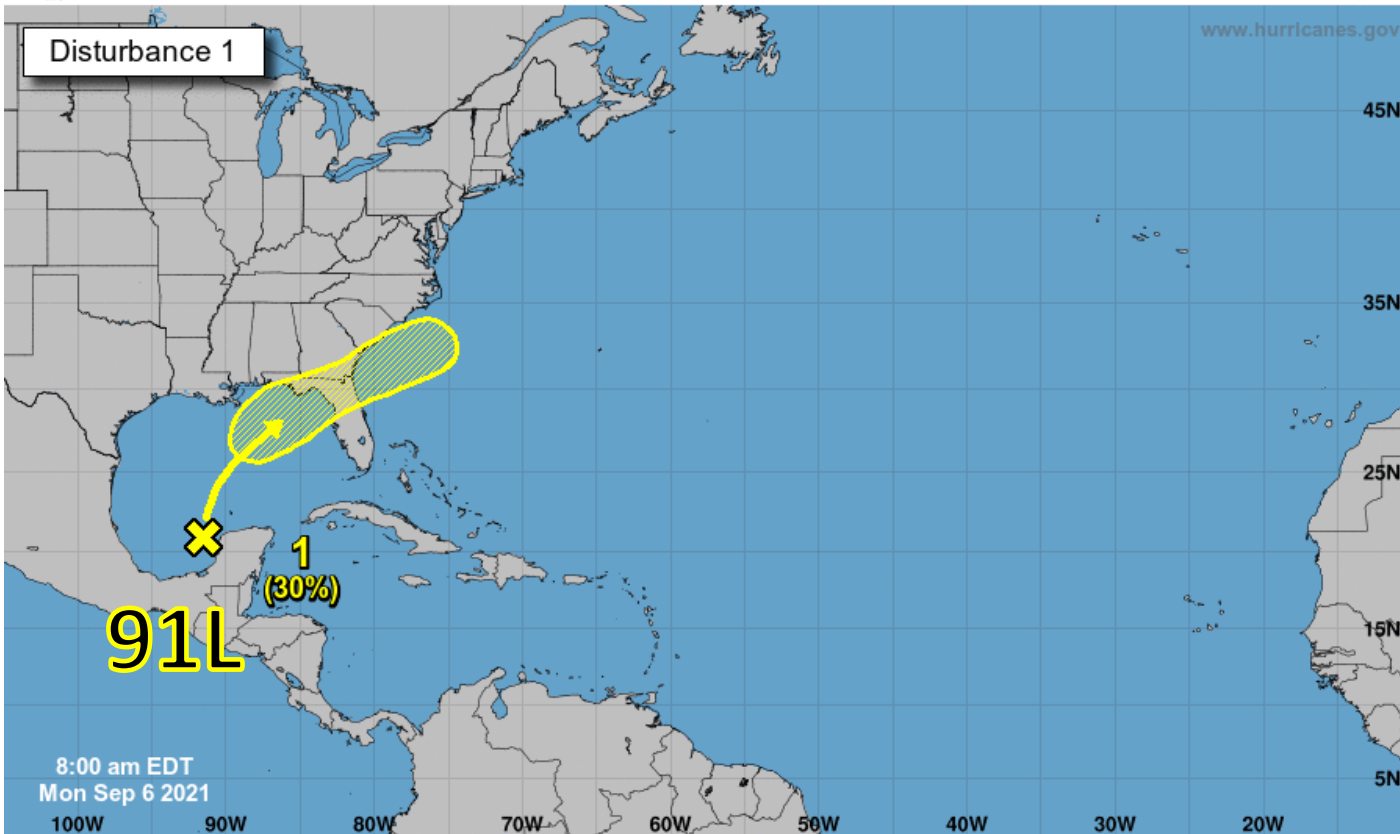 Disturbance 1
www.hurricanes.gov
45N
35N
25N
1
(30%)
91L
15N
8:00 am EDT
Mon Sep 6 2021
5N
100W 90W 80W 70W 60W 50W 40W 30W 20W